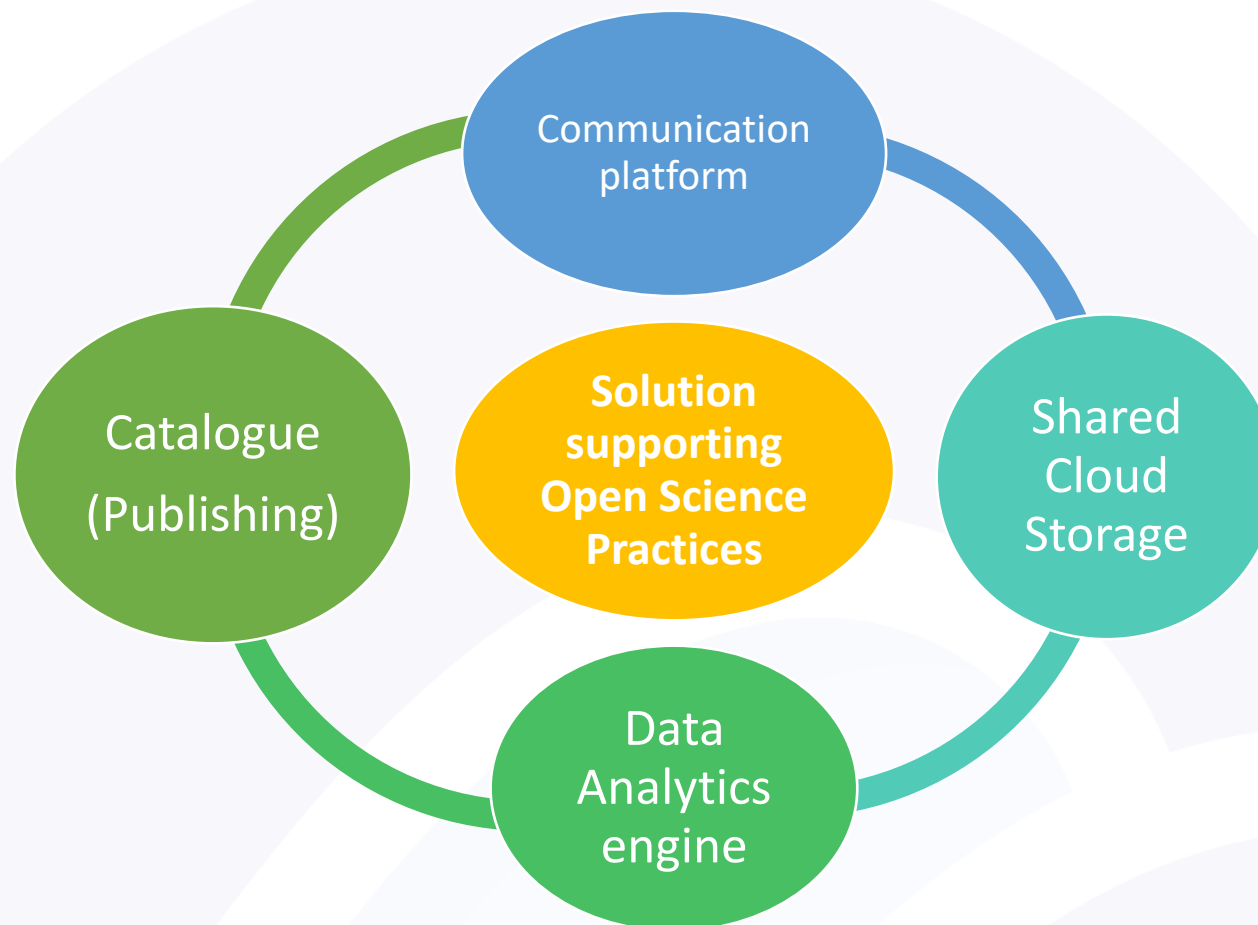 Communication
platform
Catalogue
(Publishing)
Solution
supporting
Open Science
Practices
Shared
Cloud
Storage
Data
Analytics
engine